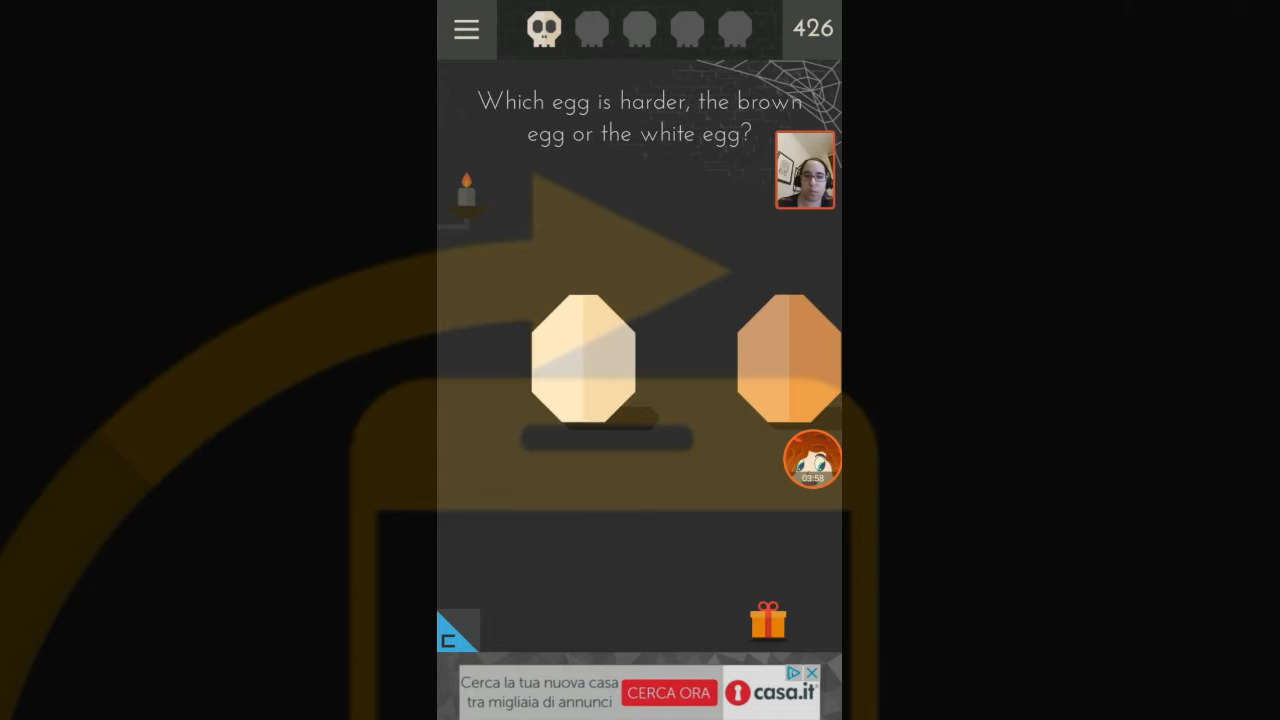 426
Which egg is harder, the brown
egg or the white egg?
03:58
Cerca la tua nuova casa
tra migliaia di annunci
CERCA ORA
casa.it